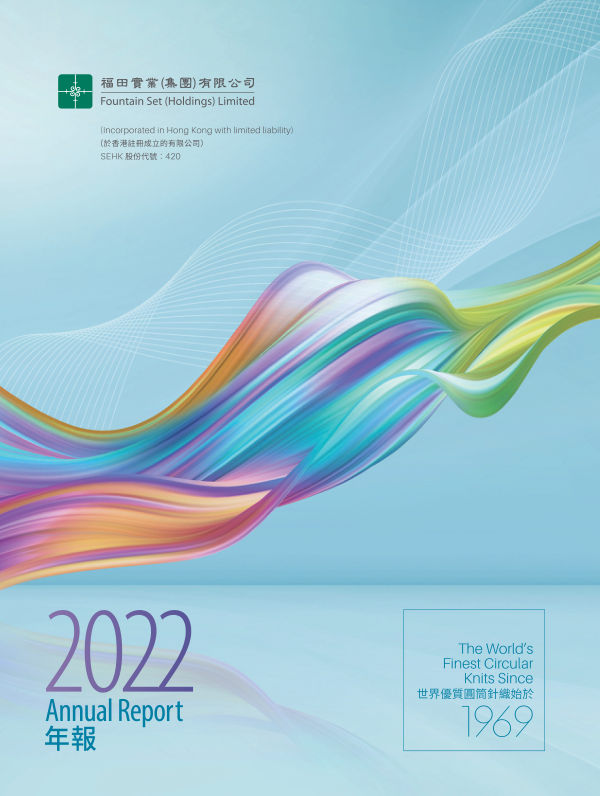 福田實業(集團)有限公司
Fountain Set (Holdings) Limited
(Incorporated in Hong Kong with limited liability)
(於香港註冊成立的有限公司)
SEHK 股份代號：420
2022
Annual Report
年報
The World's
Finest Circular
Knits Since
世界優質圓筒針織始於
1969